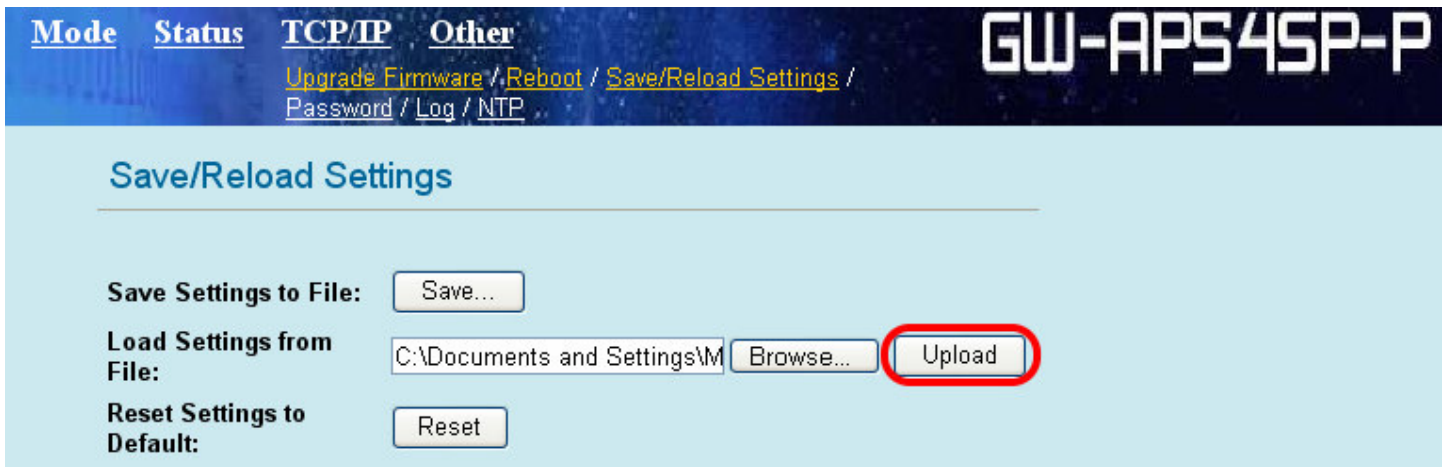 Mode Status TCP/IP Other
GW-AP54SP-P
Upgrade Firmware / Reboot / Save/Reload Settings /
Password / Log / NTP
Save/Reload Settings
Save Settings to File: Save...
Load Settings from
File: C:\Documents and Settings\M Browse... Upload
Reset Settings to
Default: Reset